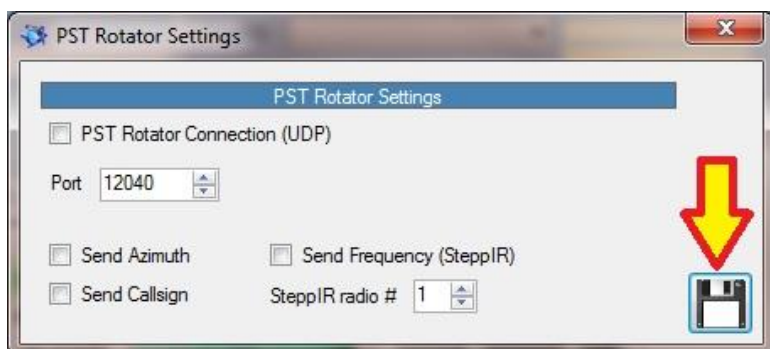 PST Rotator Settings
PST Rotator Settings
PST Rotator Connection (UDP)
Port 12040
Send Azimuth Send Frequency (SteppIR)
Send Callsign SteppIR radio # 1